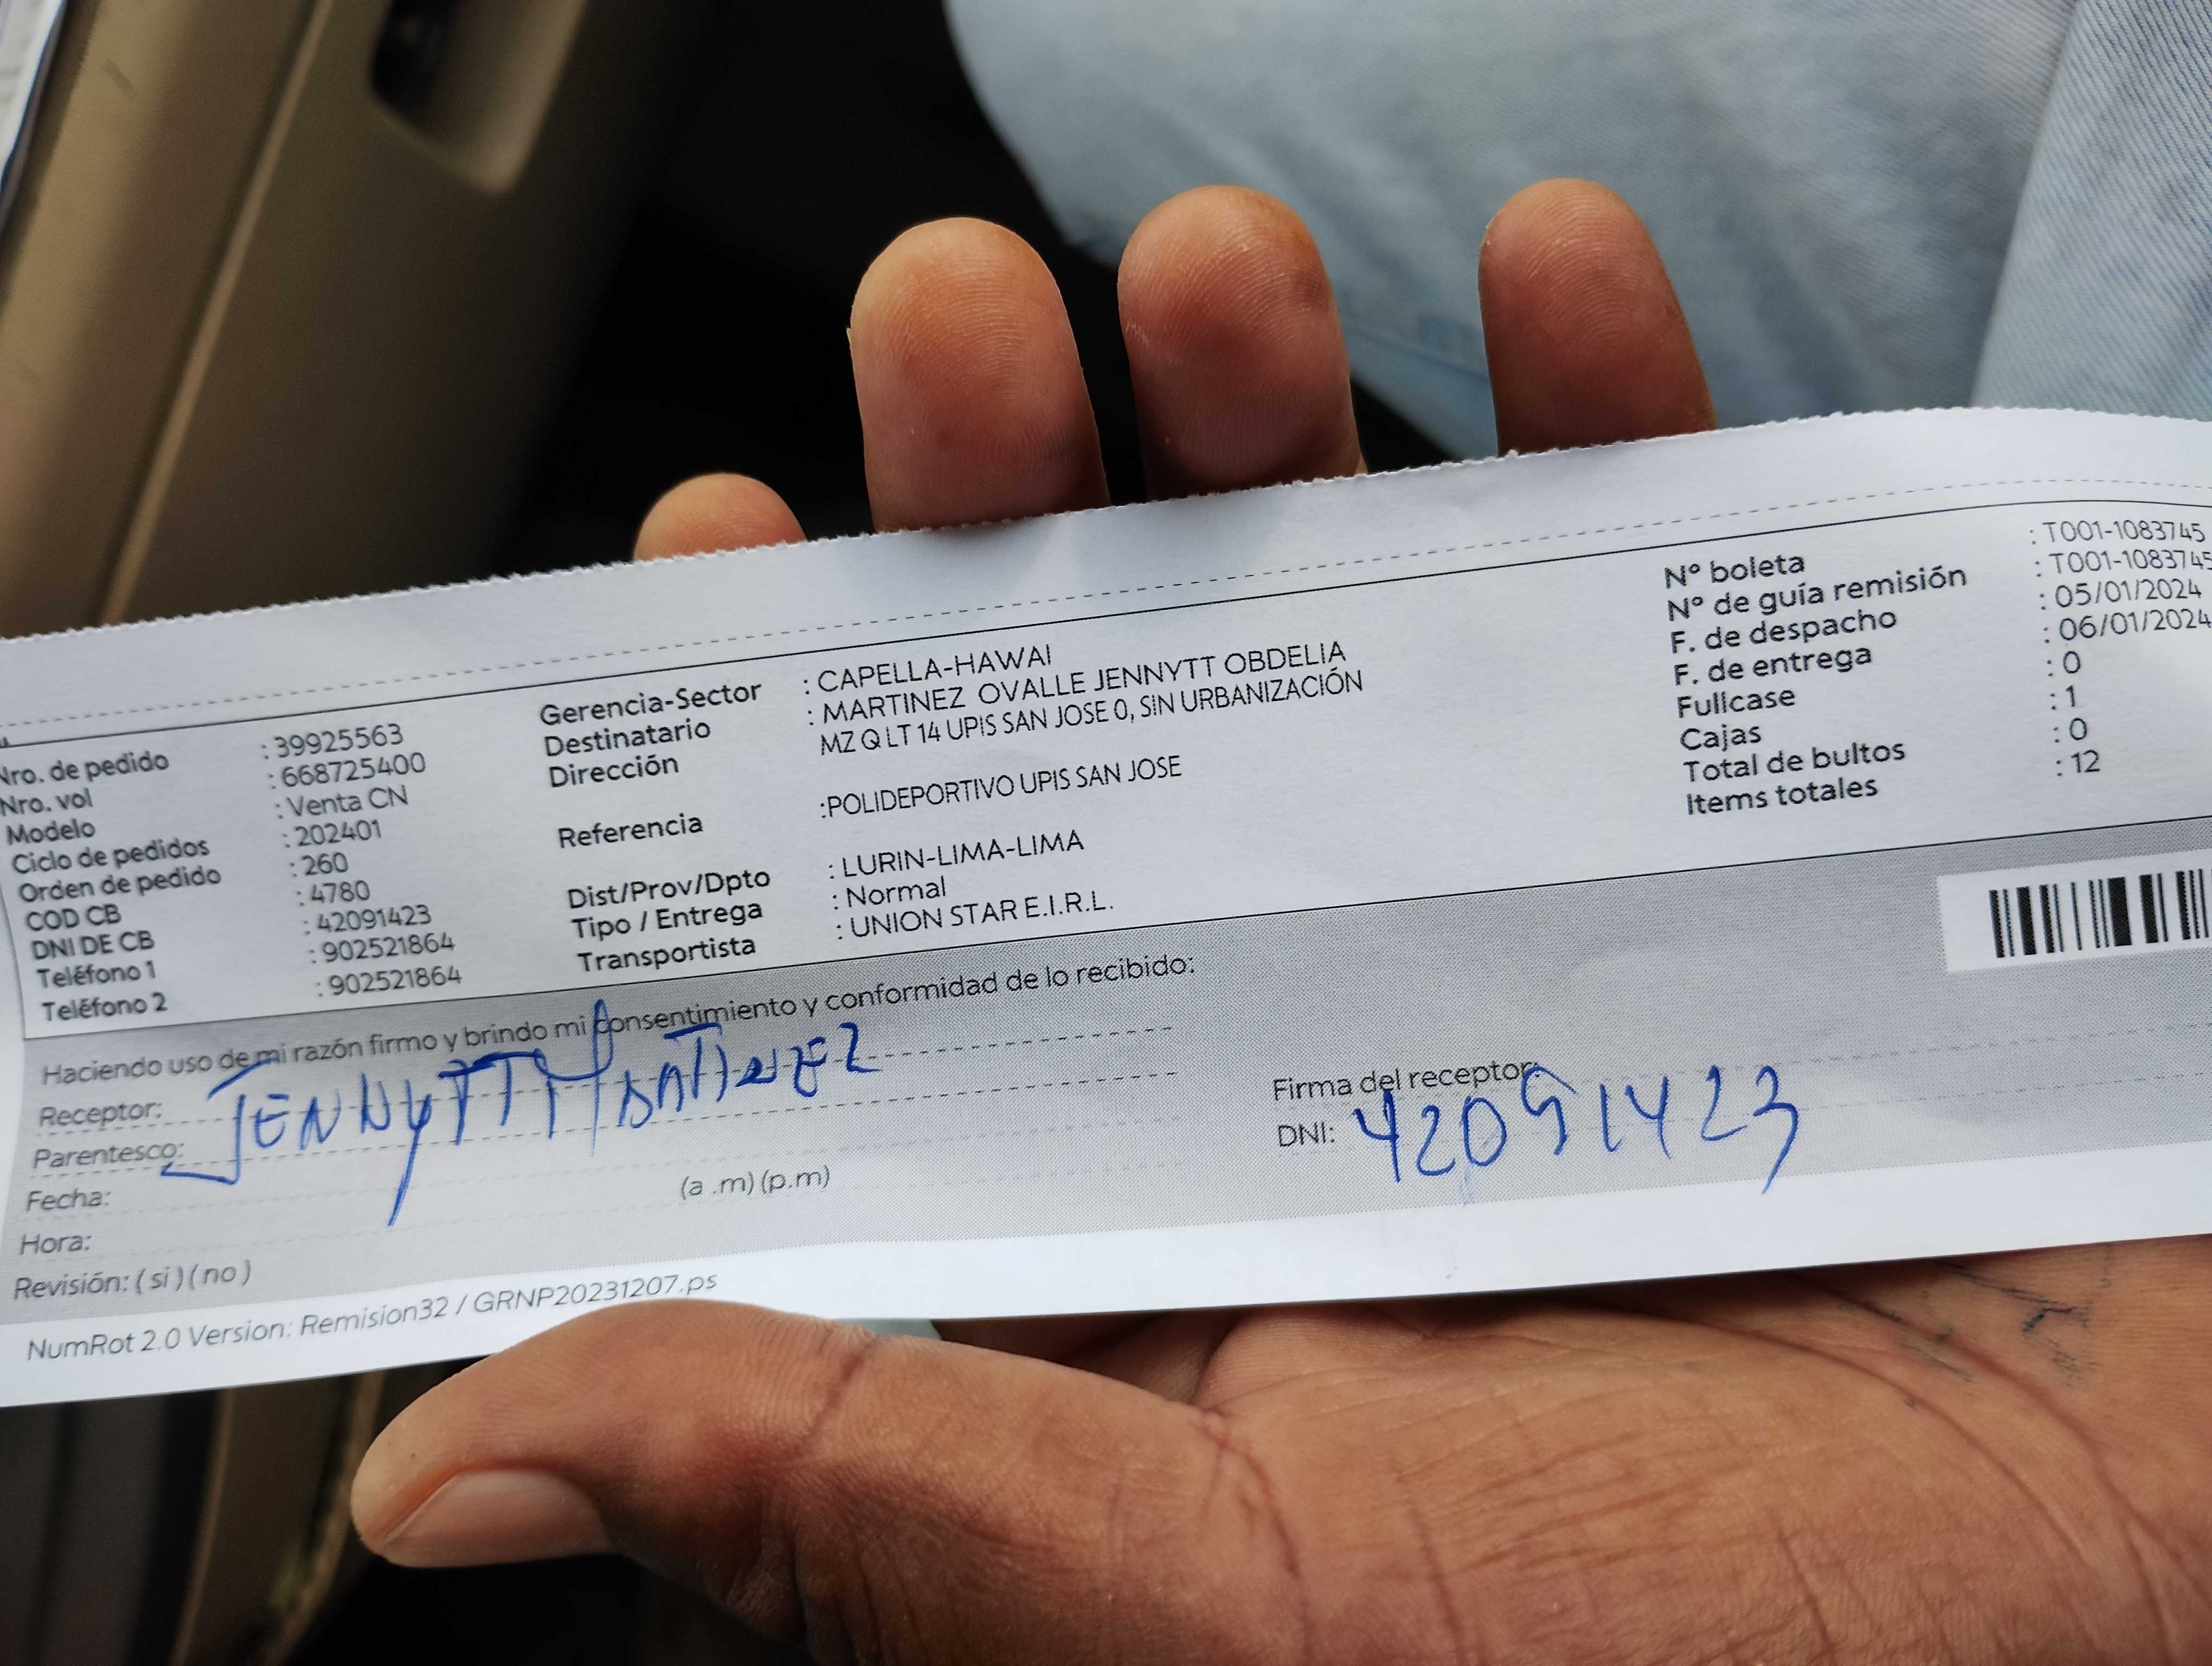 Nro. de pedido : 39925563
Nro. vol : 668725400
Modelo : Venta CN
Ciclo de pedidos : 202401
Orden de pedido : 260
COD CB : 4780
DNI DE CB : 42091423
Teléfono 1 : 902521864
Teléfono 2 : 902521864
Gerencia-Sector : CAPELLA-HAWAI
Destinatario : MARTINEZ OVALLE JENNYTT OBDELIA
Dirección : MZ Q LT 14 UPIS SAN JOSE 0, SIN URBANIZACIÓN
Referencia :POLIDEPORTIVO UPIS SAN JOSE
Dist/Prov/Dpto : LURIN-LIMA-LIMA
Tipo / Entrega : Normal
Transportista : UNION STAR E.I.R.L.
N° boleta : T001-1083745
N° de guía remisión : T001-1083745
F. de despacho : 05/01/2024
F. de entrega : 06/01/2024
Fullcase : 0
Cajas : 1
Total de bultos : 0
Items totales : 12
Haciendo uso de mi razón firmo y brindo mi consentimiento y conformidad de lo recibido:
Receptor: JENNYTT MARTINEZ
Parentesco:
Fecha:
Hora: (a .m) (p.m)
Revisión: ( si ) ( no )
Firma del receptor:
DNI: 42091423
NumRot 2.0 Version: Remision32 / GRNP20231207.ps